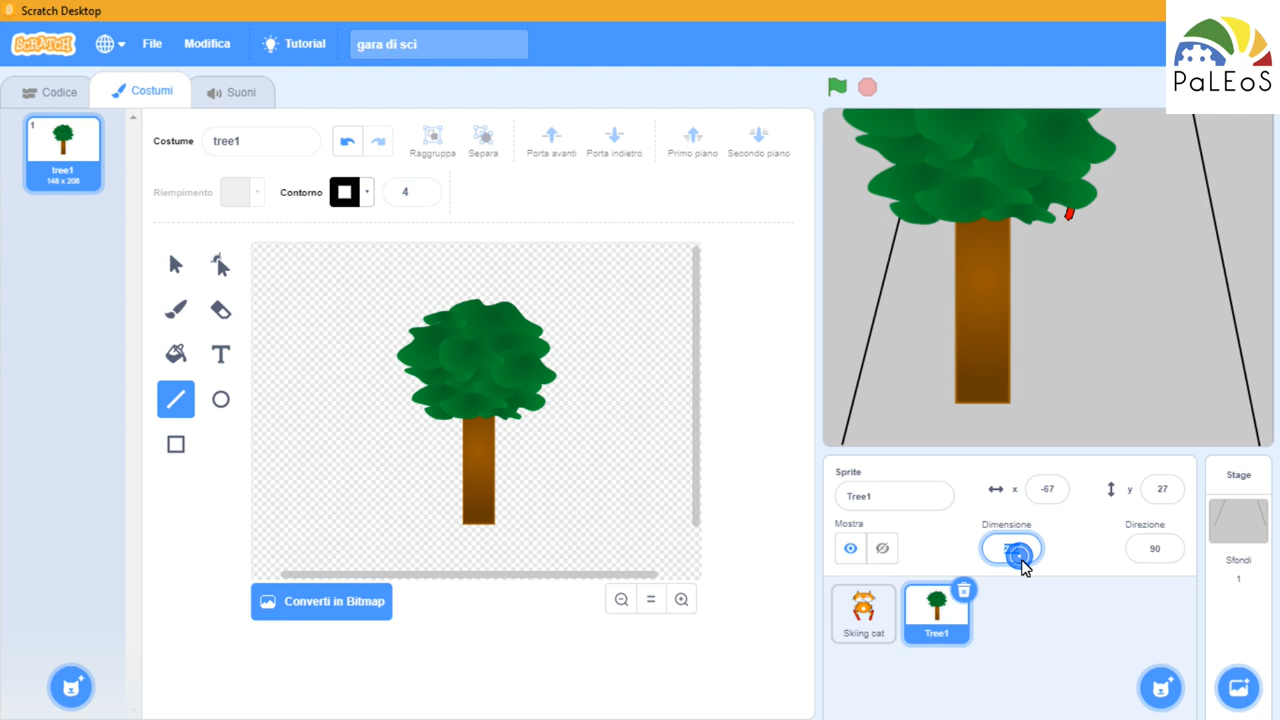 Scratch Desktop
SCRATCH File Modifica Tutorial gara di sci
PaLEoS
Codice Costumi Suoni
1
tree1
148 x 208
Costume tree1 Raggruppa Separa Porta avanti Porta indietro Primo piano Secondo piano
Riempimento Contorno 4
T
Converti in Bitmap
Sprite
Tree1 x -67 y 27
Mostra Dimensione Direzione
90
Skiing cat Tree1
Stage
Sfondi
1